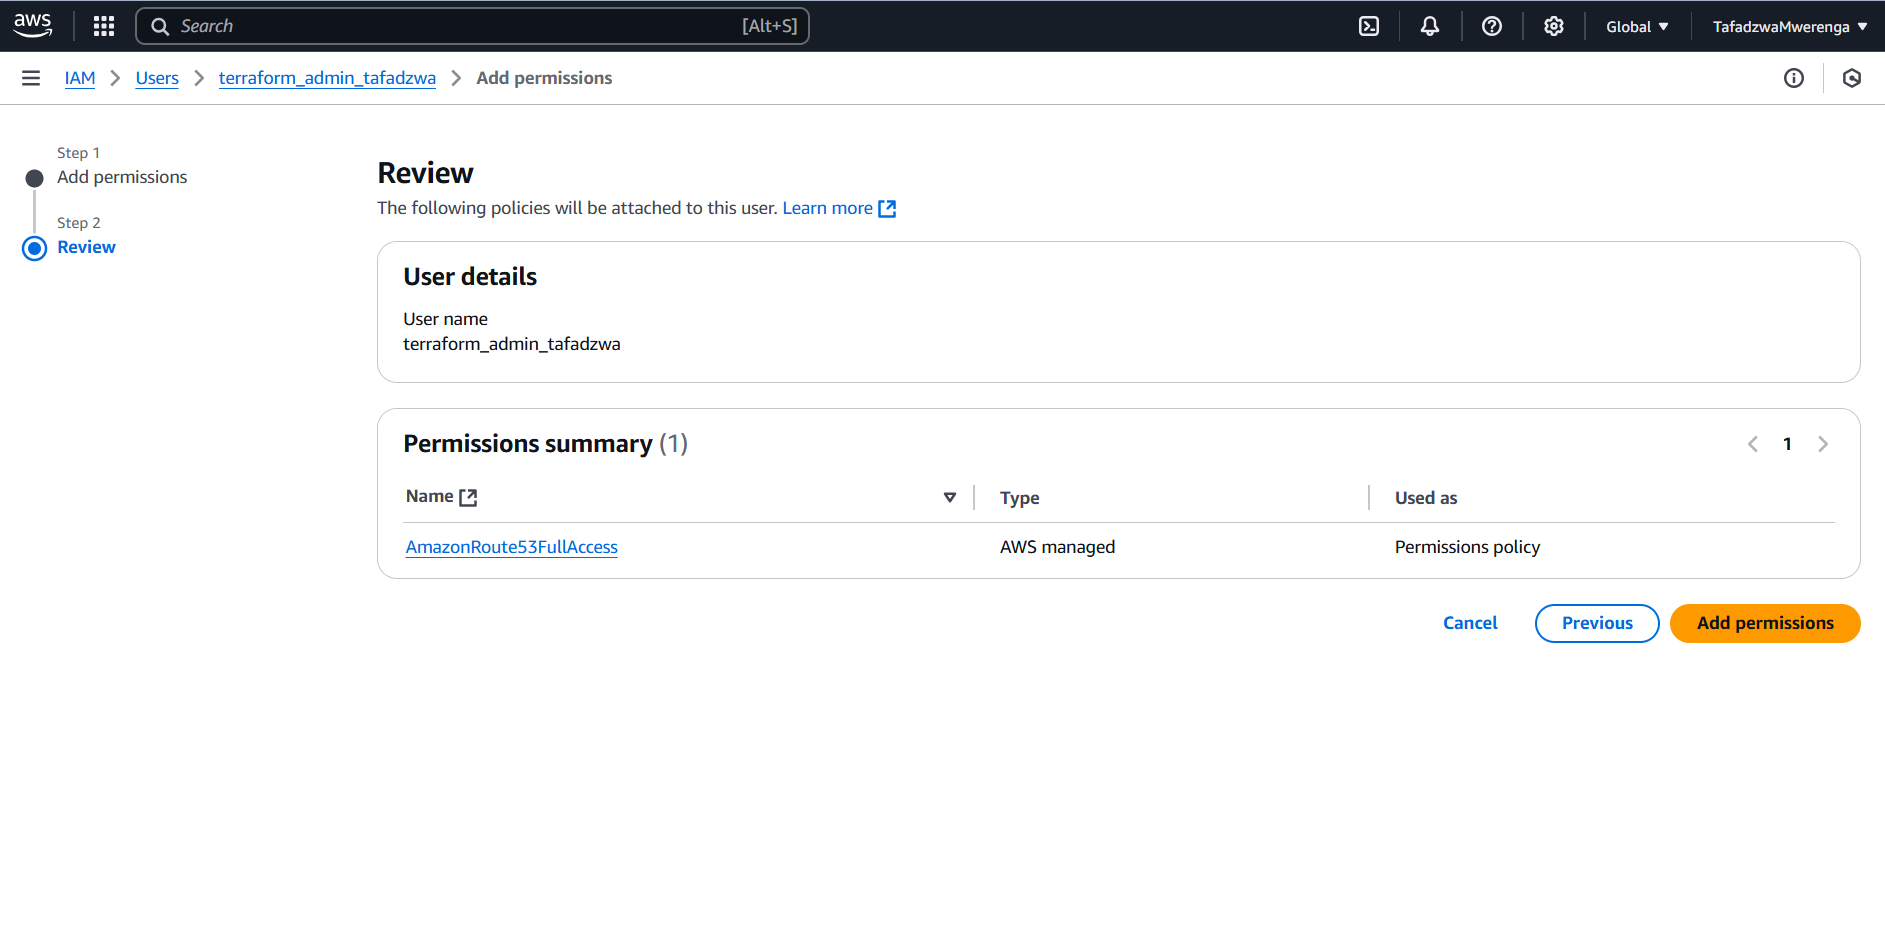 aws
Search [Alt+S]
Global
TafadzwaMwerenga
IAM
Users
terraform_admin_tafadzwa
Add permissions
Step 1
Add permissions
Step 2
Review
Review
The following policies will be attached to this user. Learn more
User details
User name
terraform_admin_tafadzwa
Permissions summary (1)
1
Name Type Used as
AmazonRoute53FullAccess AWS managed Permissions policy
Cancel Previous Add permissions